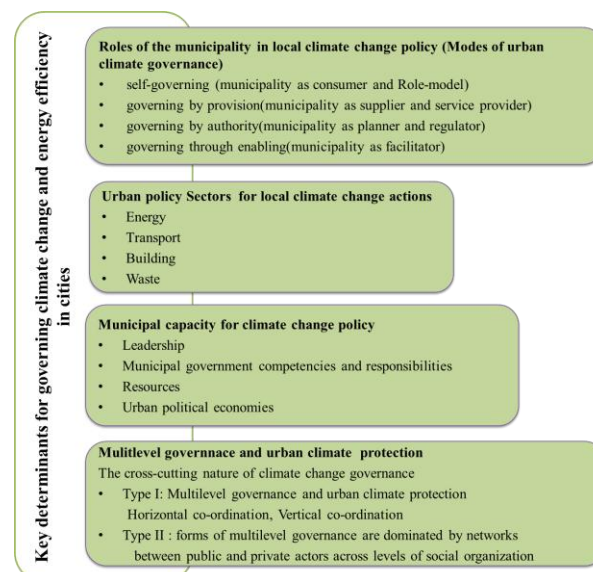 Key determinants for governing climate change and energy efficiency
in cities
Roles of the municipality in local climate change policy (Modes of urban
climate governance)
• self-governing (municipality as consumer and Role-model)
• governing by provision(municipality as supplier and service provider)
• governing by authority(municipality as planner and regulator)
• governing through enabling(municipality as facilitator)
Urban policy Sectors for local climate change actions
• Energy
• Transport
• Building
• Waste
Municipal capacity for climate change policy
• Leadership
• Municipal government competencies and responsibilities
• Resources
• Urban political economies
Mulitlevel governnace and urban climate protection
The cross-cutting nature of climate change governance
• Type I: Multilevel governance and urban climate protection
Horizontal co-ordination, Vertical co-ordination
• Type II : forms of multilevel governance are dominated by networks
between public and private actors across levels of social organization